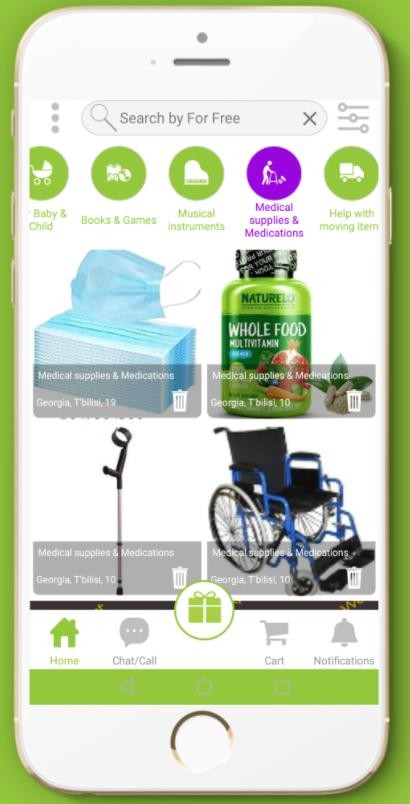 Search by For Free
Baby &
Child
Books & Games
Musical
instruments
Medical
supplies &
Medications
Help with
moving item
NATURELO
WHOLE FOOD
MULTIVITAMIN
Medical supplies & Medications
Georgia, T'bilisi, 19
Medical supplies & Medications
Georgia, T'bilisi, 10
Medical supplies & Medications
Georgia, T'bilisi, 10
Medical supplies & Medications
Georgia, T'bilisi, 10
Home
Chat/Call
Cart
Notifications